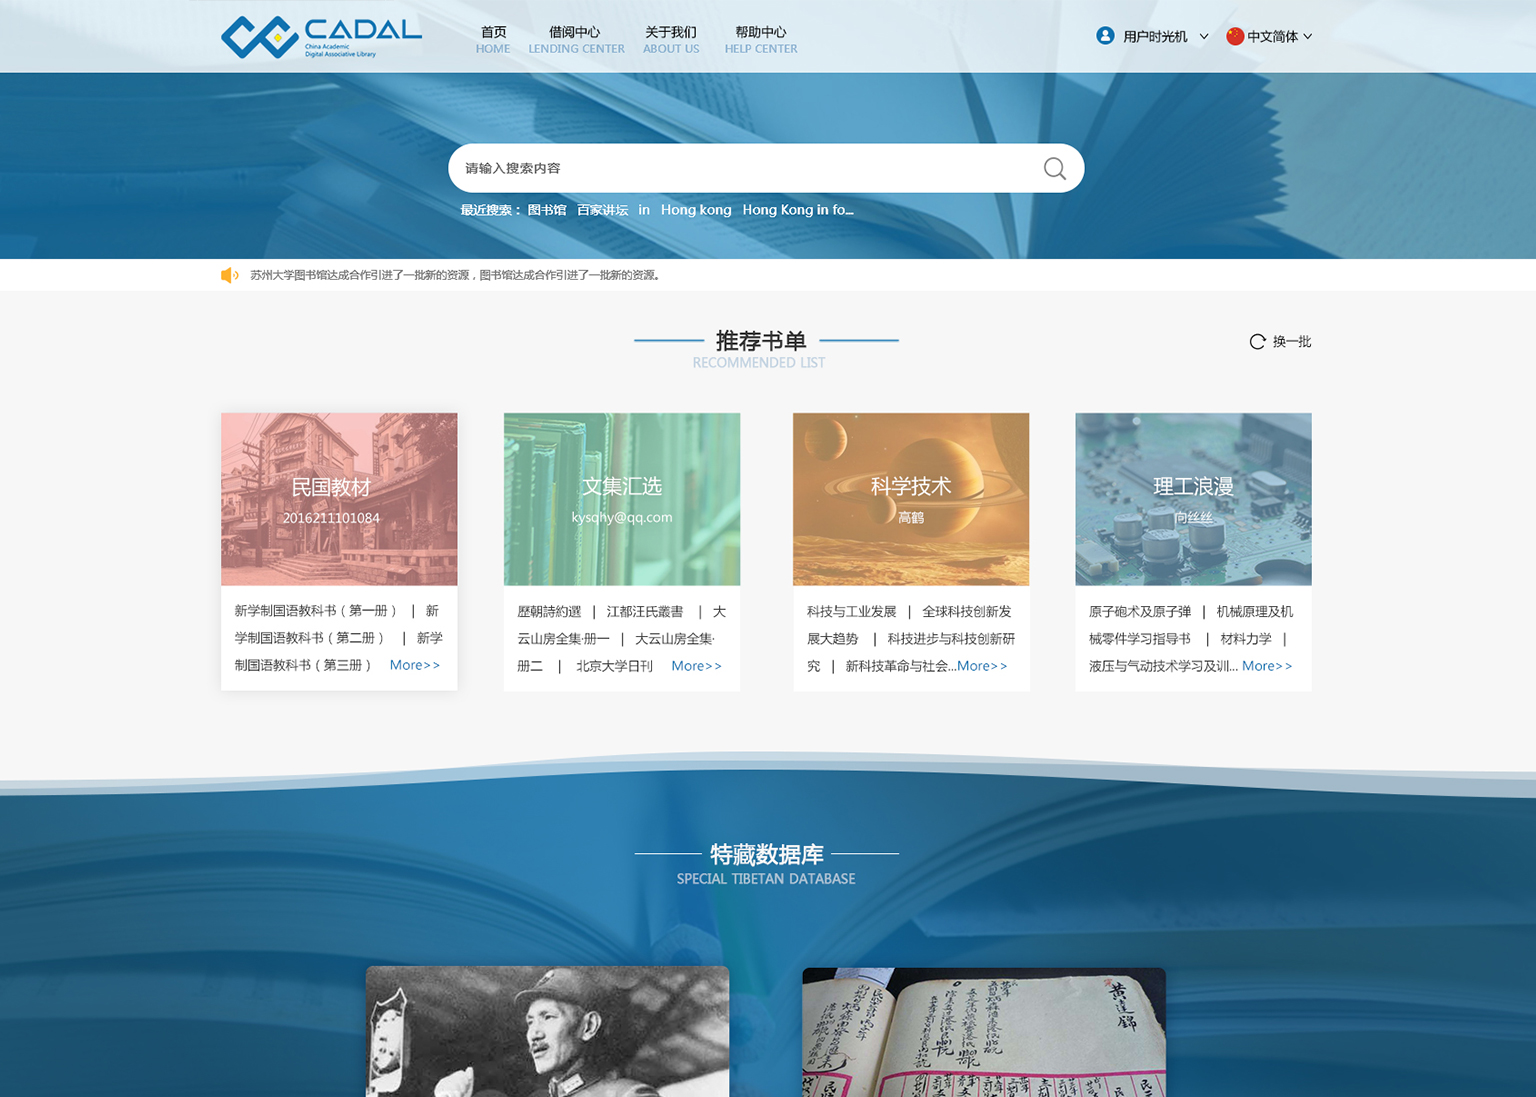 CADAL
China Academic
Digital Associative Library
首页 借阅中心 关于我们 帮助中心
HOME LENDING CENTER ABOUT US HELP CENTER
用户时光机 中文简体
请输入搜索内容
最近搜索： 图书馆 百家讲坛 in Hong kong Hong Kong in fo...
苏州大学图书馆达成合作引进了一批新的资源，图书馆达成合作引进了一批新的资源。
推荐书单
RECOMMENDED LIST
换一批
民国教材
2016211101084
新学制国语教科书（第一册） | 新
学制国语教科书（第二册） | 新学
制国语教科书（第三册） More>>
文集汇选
kysqhy@qq.com
歷朝詩約選 | 江都汪氏叢書 | 大
云山房全集·册一 | 大云山房全集·
册二 | 北京大学日刊 More>>
科学技术
高鹤
科技与工业发展 | 全球科技创新发
展大趋势 | 科技进步与科技创新研
究 | 新科技革命与社会...More>>
理工浪漫
向丝丝
原子砲术及原子弹 | 机械原理及机
械零件学习指导书 | 材料力学 |
液压与气动技术学习及训... More>>
特藏数据库
SPECIAL TIBETAN DATABASE
黄達錦